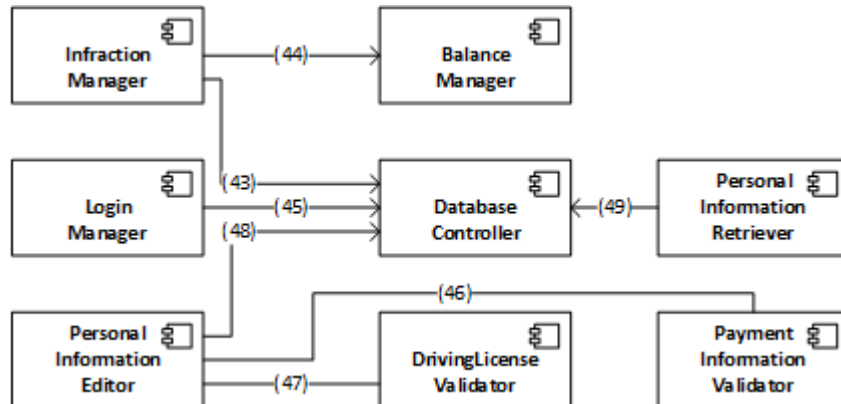 Infraction
Manager
(44)
Balance
Manager
(43)
Login
Manager
(45)
(48)
Database
Controller
(49)
Personal
Information
Retriever
(46)
Personal
Information
Editor
(47)
DrivingLicense
Validator
Payment
Information
Validator